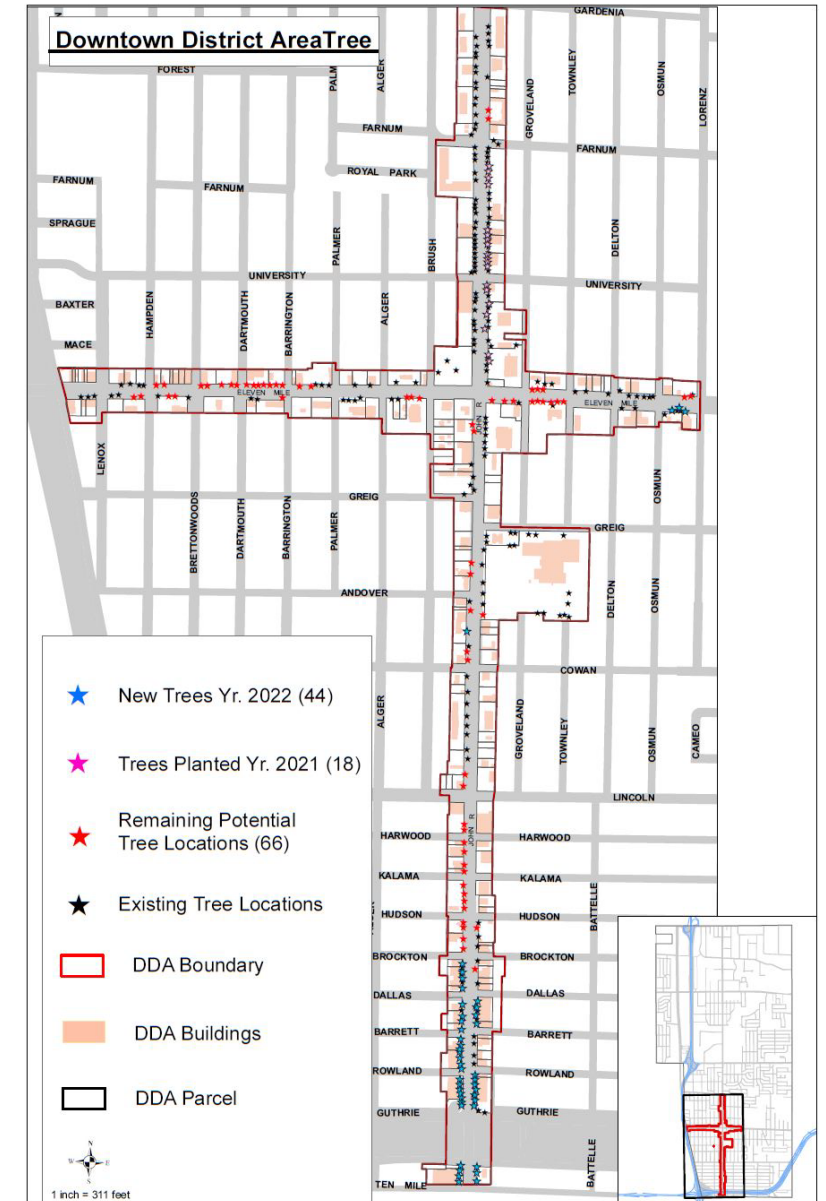 GARDENIA
Downtown District AreaTree
FOREST
PALM
ALGER
GROVELAND
TOWNLEY
OSMUN
LORENZ
FARNUM
FARNUM
ROYAL PARK
FARNUM
FARNUM
SPRAGUE
PALMER
BRUSH
DELTON
UNIVERSITY
UNIVERSITY
BAXTER
HAMPDEN
DARTMOUTH
BARRINGTON
ALGER
MACE
ELEVEN MILE
ELEVEN MILE
JOHN R
LENOX
GREIG
OSMUN
BRETTONWOODS
DARTMOUTH
BARRINGTON
PALMER
GREIG
ANDOVER
DELTON
OSMUN
COWAN
New Trees Yr. 2022 (44)
ALGER
GROVELAND
TOWNLEY
OSMUN
CAMEO
Trees Planted Yr. 2021 (18)
LINCOLN
Remaining Potential
Tree Locations (66)
JOHN R
HARWOOD
HARWOOD
KALAMA
KALAMA
Existing Tree Locations
HUDSON
HUDSON
BATTELLE
BROCKTON
BROCKTON
DDA Boundary
DALLAS
DALLAS
DDA Buildings
BARRETT
BARRETT
ROWLAND
ROWLAND
DDA Parcel
GUTHRIE
GUTHRIE
BATTELLE
N
W
E
S
TEN MILE
1 inch = 311 feet